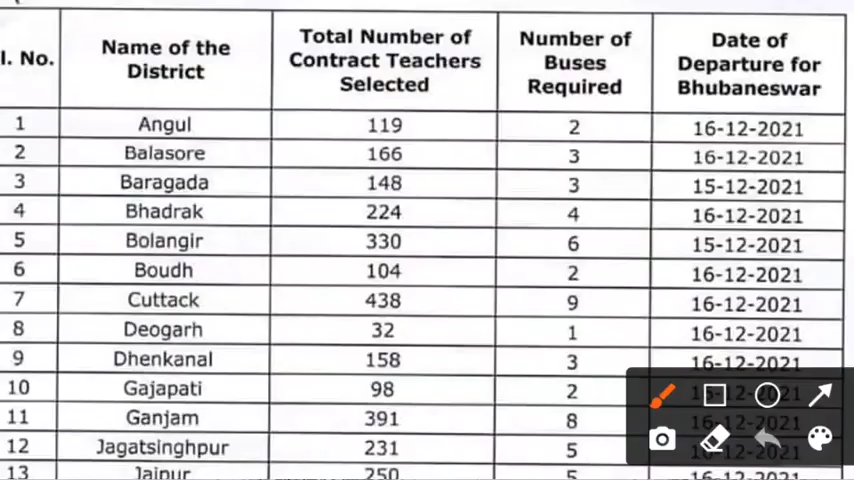 l. No. Name of the District Total Number of Contract Teachers Selected Number of Buses Required Date of Departure for Bhubaneswar
1 Angul 119 2 16-12-2021
2 Balasore 166 3 16-12-2021
3 Baragada 148 3 15-12-2021
4 Bhadrak 224 4 16-12-2021
5 Bolangir 330 6 15-12-2021
6 Boudh 104 2 16-12-2021
7 Cuttack 438 9 16-12-2021
8 Deogarh 32 1 16-12-2021
9 Dhenkanal 158 3 16-12-2021
10 Gajapati 98 2
11 Ganjam 391 8 16-12-2021
12 Jagatsinghpur 231 5 16-12-2021
13 Jajpur 250 5 16-12-2021